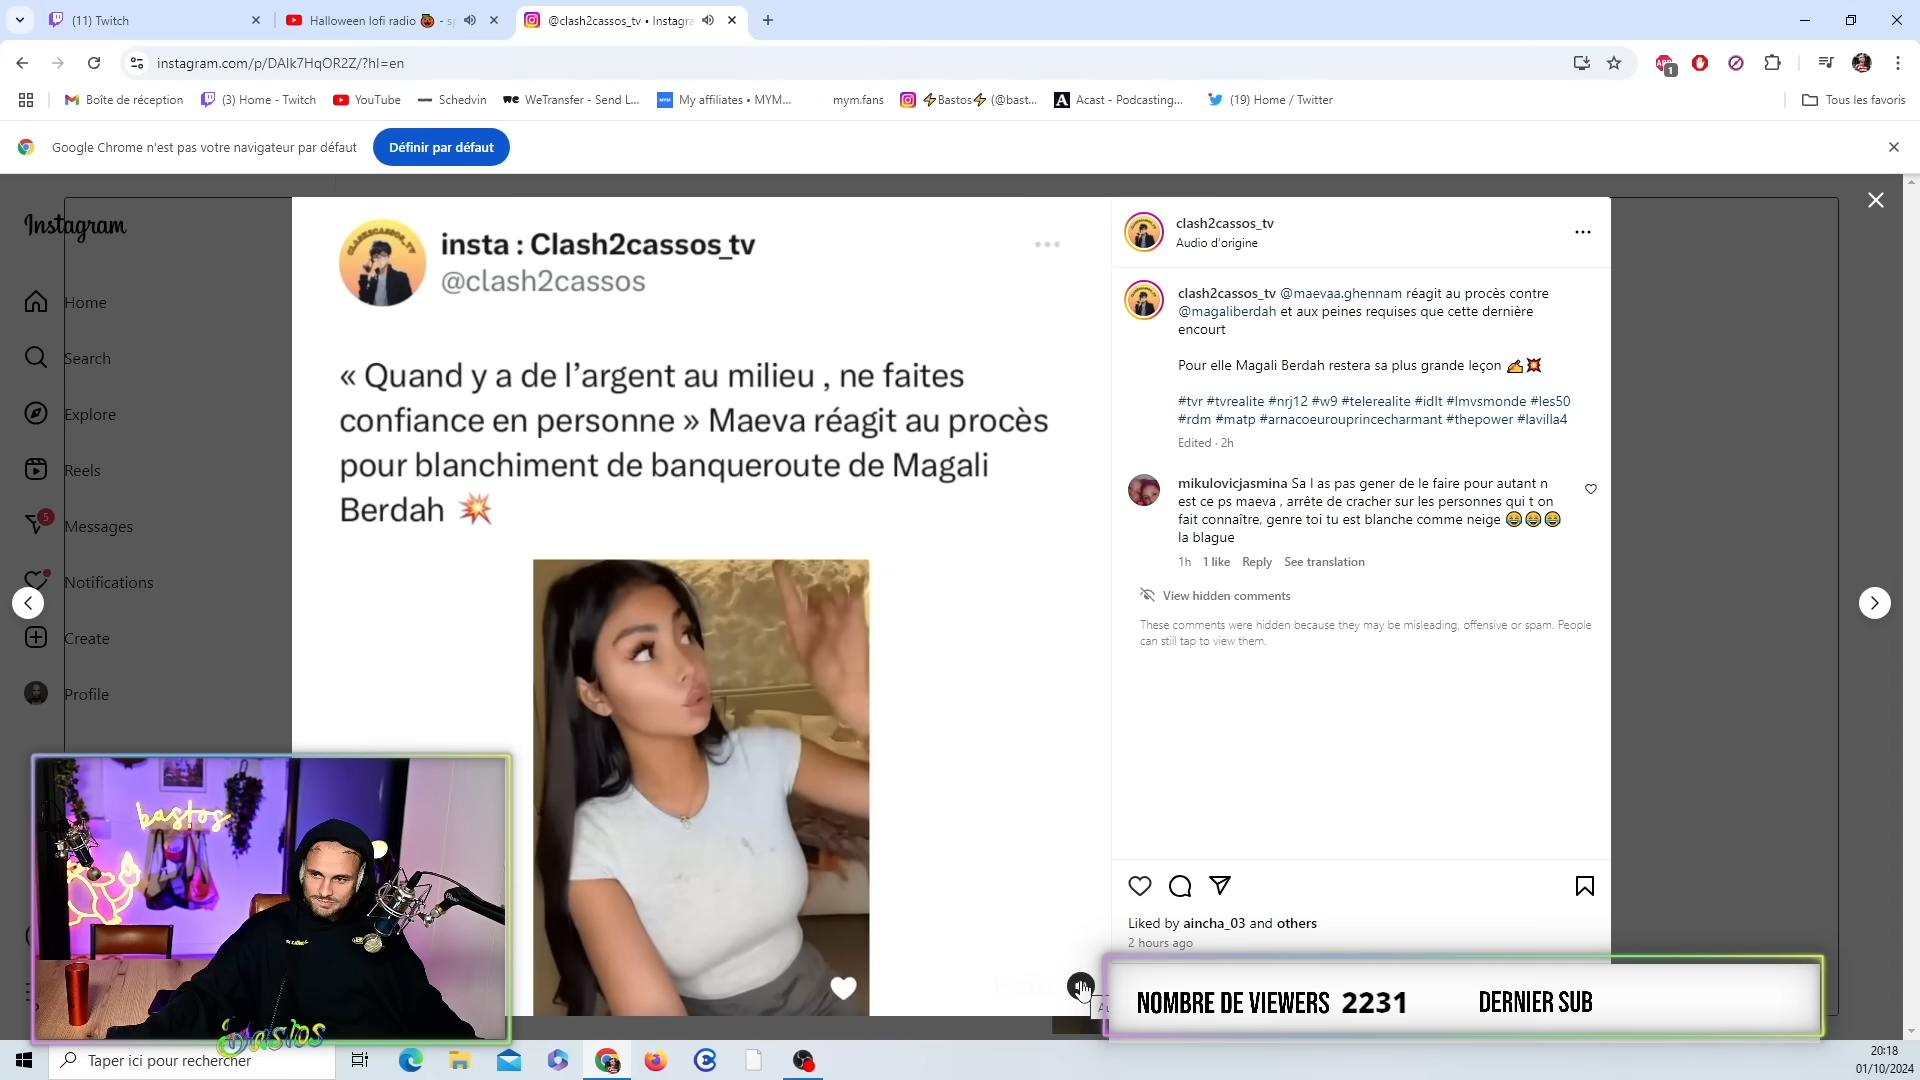 (11) Twitch
Halloween lofi radio 🎃 - s
@clash2cassos_tv • Instagra
instagram.com/p/DAlk7HqOR2Z/?hl=en
Boîte de réception
(3) Home - Twitch
YouTube
Schedvin
WeTransfer - Send L...
My affiliates • MYM...
mym.fans
⚡Bastos⚡ (@bast...
Acast - Podcasting...
(19) Home / Twitter
Tous les favoris
Google Chrome n'est pas votre navigateur par défaut
Définir par défaut
Instagram
Home
Search
Explore
Reels
5
Messages
Notifications
Create
Profile
insta : Clash2cassos_tv
@clash2cassos
« Quand y a de l'argent au milieu , ne faites
confiance en personne » Maeva réagit au procès
pour blanchiment de banqueroute de Magali
Berdah 💥
clash2cassos_tv
Audio d'origine
clash2cassos_tv @maevaa.ghennam réagit au procès contre
@magaliberdah et aux peines requises que cette dernière
encourt
Pour elle Magali Berdah restera sa plus grande leçon ✍️💥
#tvr #tvrealite #nrj12 #w9 #telerealite #idlt #lmvsmonde #les50
#rdm #matp #arnacoeurouprincecharmant #thepower #lavilla4
Edited · 2h
mikulovicjasmina Sa l as pas gener de le faire pour autant n
est ce ps maeva , arrête de cracher sur les personnes qui t on
fait connaître, genre toi tu est blanche comme neige 😂😂😂
la blague
1h 1 like Reply See translation
View hidden comments
These comments were hidden because they may be misleading, offensive or spam. People
can still tap to view them.
Liked by aincha_03 and others
2 hours ago
bastos
Bastos
NOMBRE DE VIEWERS 2231
DERNIER SUB
Taper ici pour rechercher
20:18
01/10/2024